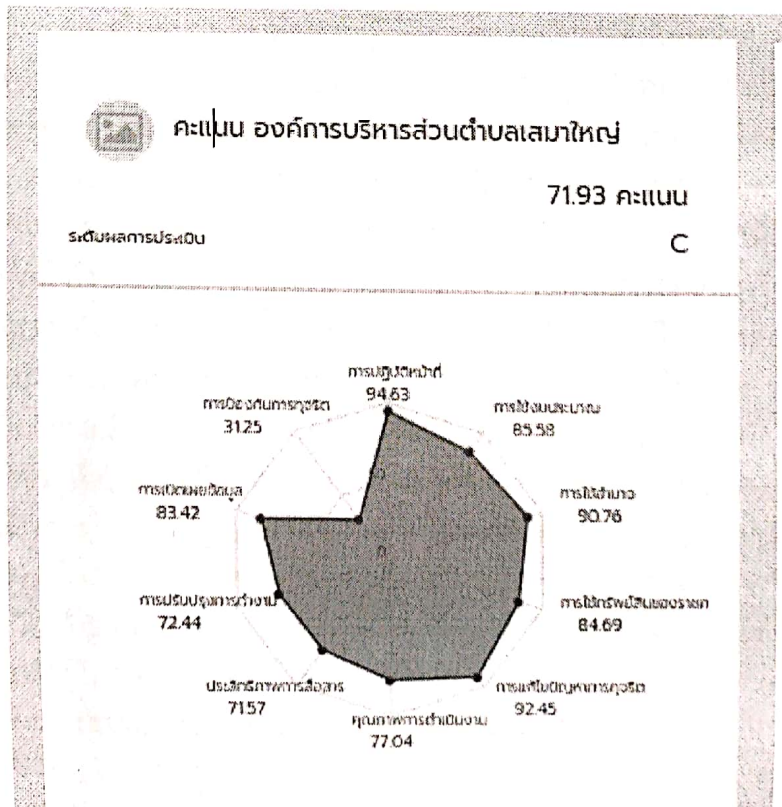 คะแนน องค์การบริหารส่วนตำบลเสมาใหญ่
71.93 คะแนน
ระดับผลการประเมิน
C
การปฏิบัติหน้าที่
94.63
การใช้งบประมาณ
85.58
การใช้อำนาจ
90.76
การใช้ทรัพย์สินของราชก
84.69
การแก้ไขปัญหาการทุจริต
92.45
คุณภาพการดำเนินงาน
77.04
ประสิทธิภาพการสื่อสาร
71.57
การปรับปรุงการทำงาน
72.44
การเปิดเผยข้อมูล
83.42
การป้องกันการทุจริต
31.25
0